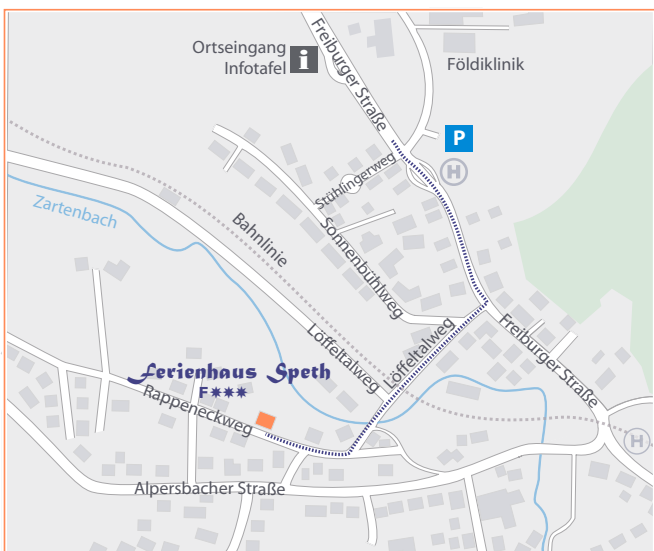 Ortseingang
Infotafel
i
Freiburger Straße
Földiklinik
P
H
Stühlingerweg
Zartenbach
Bahnlinie
Sonnenbühlweg
Löffeltalweg
Löffeltalweg
Freiburger Straße
Ferienhaus Speth
F***
Rappeneckweg
H
Alpersbacher Straße